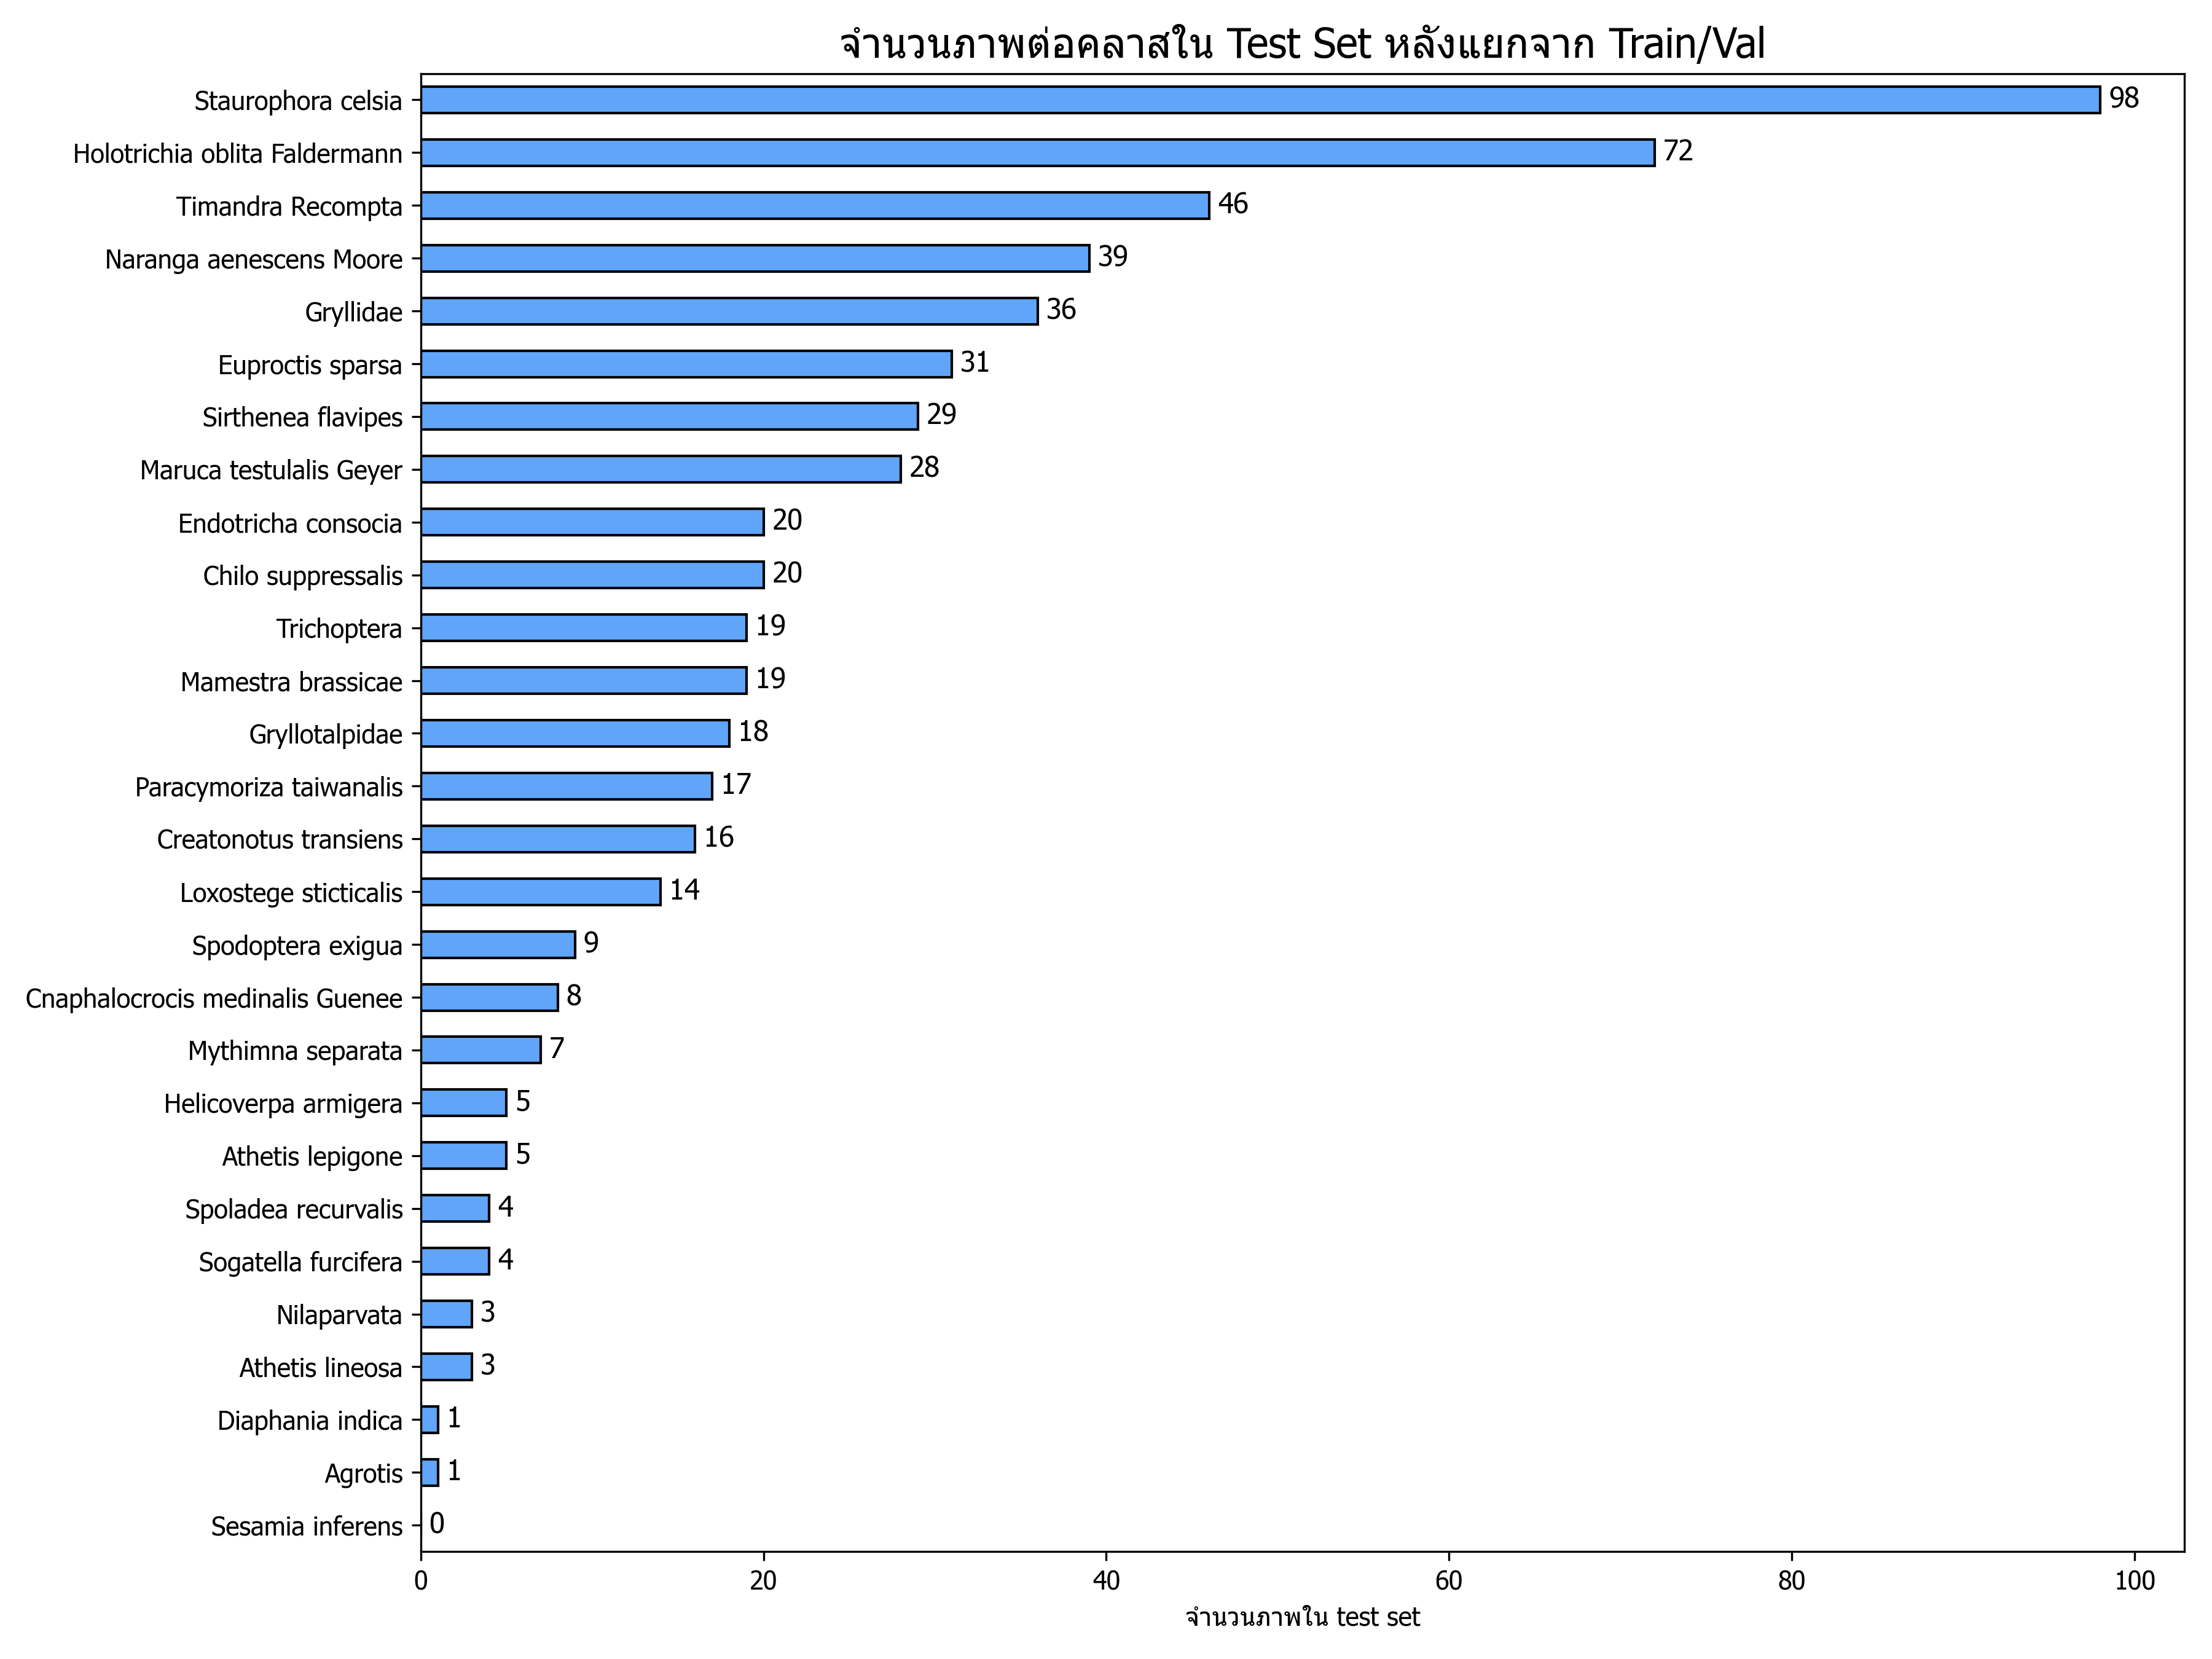 จำนวนภาพต่อคลาสใน Test Set หลังแยกจาก Train/Val
Staurophora celsia 98
Holotrichia oblita Faldermann 72
Timandra Recompta 46
Naranga aenescens Moore 39
Gryllidae 36
Euproctis sparsa 31
Sirthenea flavipes 29
Maruca testulalis Geyer 28
Endotricha consocia 20
Chilo suppressalis 20
Trichoptera 19
Mamestra brassicae 19
Gryllotalpidae 18
Paracymoriza taiwanalis 17
Creatonotus transiens 16
Loxostege sticticalis 14
Spodoptera exigua 9
Cnaphalocrocis medinalis Guenee 8
Mythimna separata 7
Helicoverpa armigera 5
Athetis lepigone 5
Spoladea recurvalis 4
Sogatella furcifera 4
Nilaparvata 3
Athetis lineosa 3
Diaphania indica 1
Agrotis 1
Sesamia inferens 0
0 20 40 60 80 100
จำนวนภาพใน test set